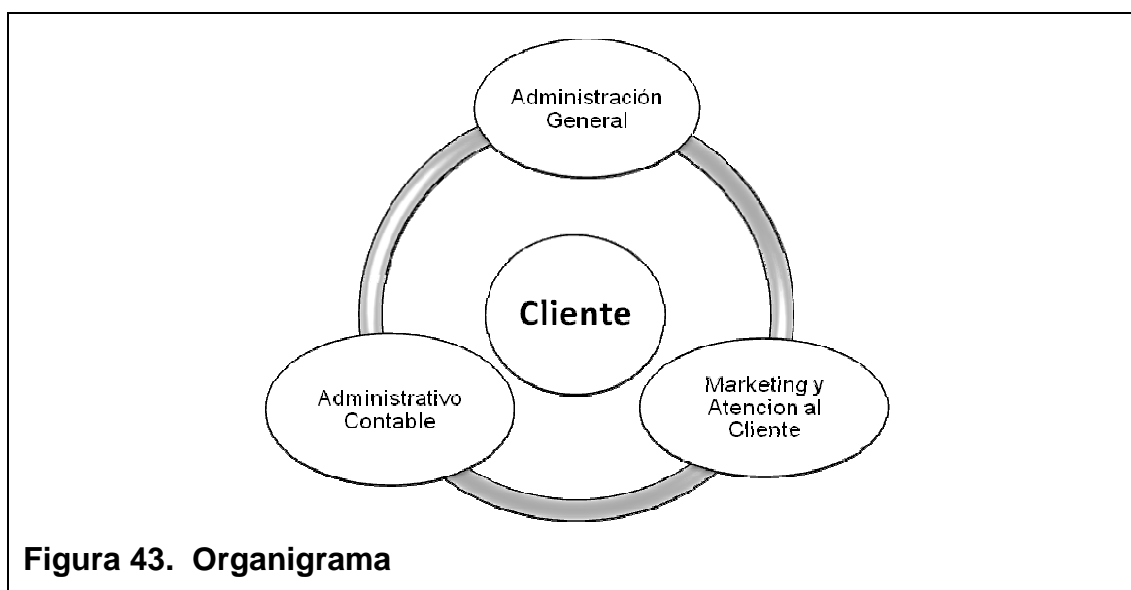 Administración
General
Cliente
Administrativo
Contable
Marketing y
Atencion al
Cliente
Figura 43. Organigrama